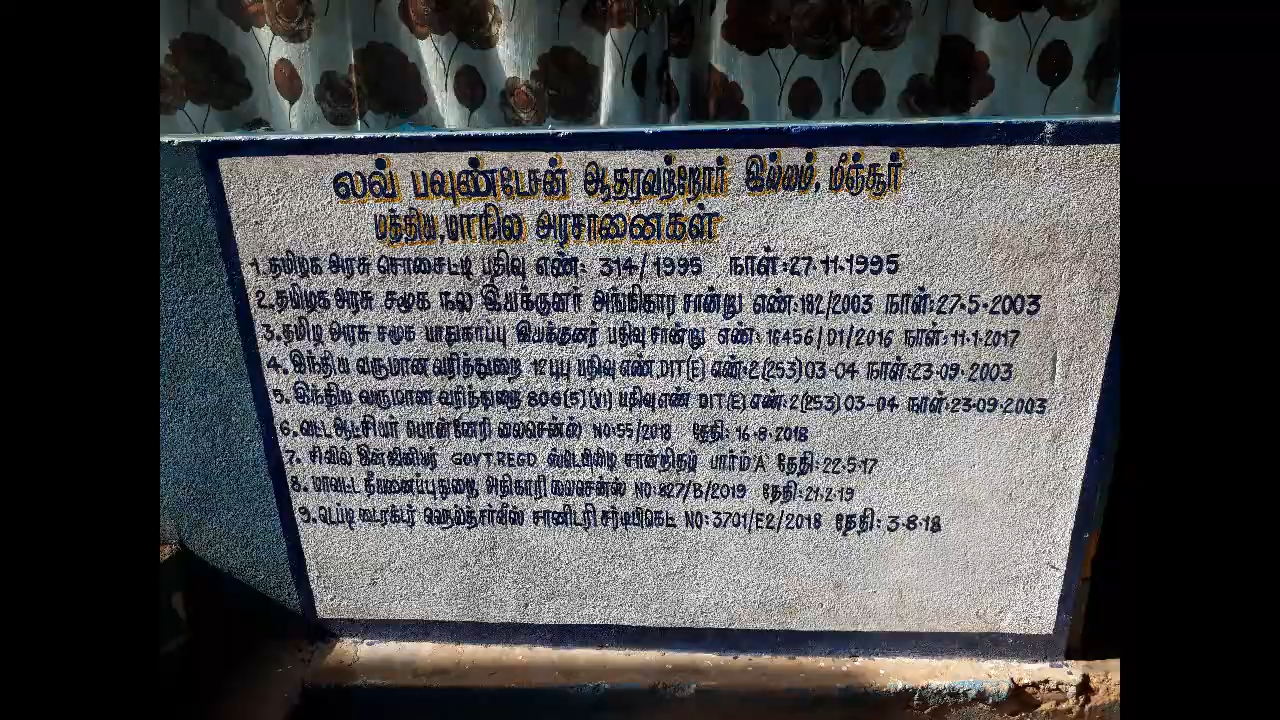 லவ் பவுண்டேசன் ஆதரவற்றோர் இல்லம், மீஞ்சூர்
மத்திய, மாநில அரசாணைகள்
1. தமிழக அரசு சொசைட்டி பதிவு எண்: 314/1995 நாள்:27.11.1995
2. தமிழக அரசு சமூக நல இயக்குனர் அங்கிகார சான்று எண்:182/2003 நாள்:27.5.2003
3. தமிழ அரசு சமூக பாதுகாப்பு இயக்குனர் பதிவு சான்று எண்: 16456/D1/2016 நாள்:11.1.2017
4. இந்திய வருமான வரித்துறை 12பபு பதிவு எண் DIT(E) எண்:2(253)03-04 நாள்:23-09-2003
5. இந்திய வருமான வரித்துறை 80G(5)(VI) பதிவு எண் DIT(E) எண்:2(253)03-04 நாள்:23-09-2003
6. வட்டஆட்சியர் பொன்னேரி லைசென்ஸ் NO:55/2018 தேதி: 16.8.2018
7. சிவில் இன்ஜினியர் GOVT.REGD ஸ்டெபிலிடி சான்றிதழ் பார்ம் A தேதி:22.5.17
8. மாவட்ட தீயணைப்புதுறை அதிகாரி லைசென்ஸ் NO:827/B/2019 தேதி:21.2.19
9. டெப்டி டைரக்டர் ஹெல்த் சர்வீஸ் சானிடரி சர்டிபிகெட் NO:3701/E2/2018 தேதி: 3.8.18